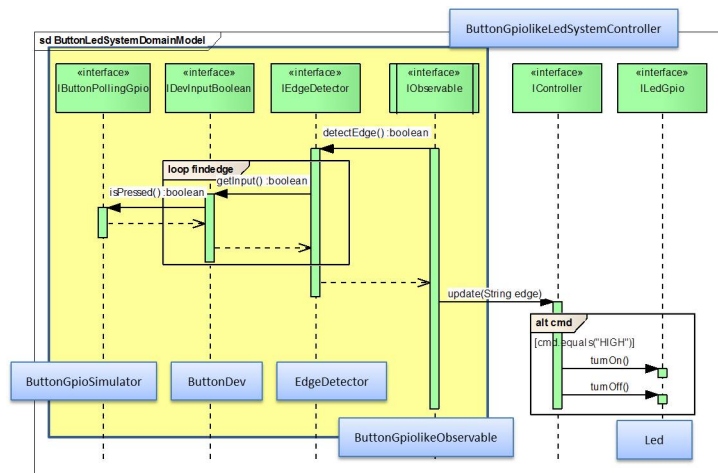 ButtonGpiolikeLedSystemController
sd ButtonLedSystemDomainModel
«interface»
IButtonPollingGpio
«interface»
IDevInputBoolean
«interface»
IEdgeDetector
«interface»
IObservable
«interface»
IController
«interface»
ILedGpio
detectEdge() :boolean
loop findedge
getInput() :boolean
isPressed() :boolean
update(String edge)
alt cmd
[cmd.equals("HIGH")]
turnOn()
turnOff()
ButtonGpioSimulator
ButtonDev
EdgeDetector
ButtonGpiolikeObservable
Led